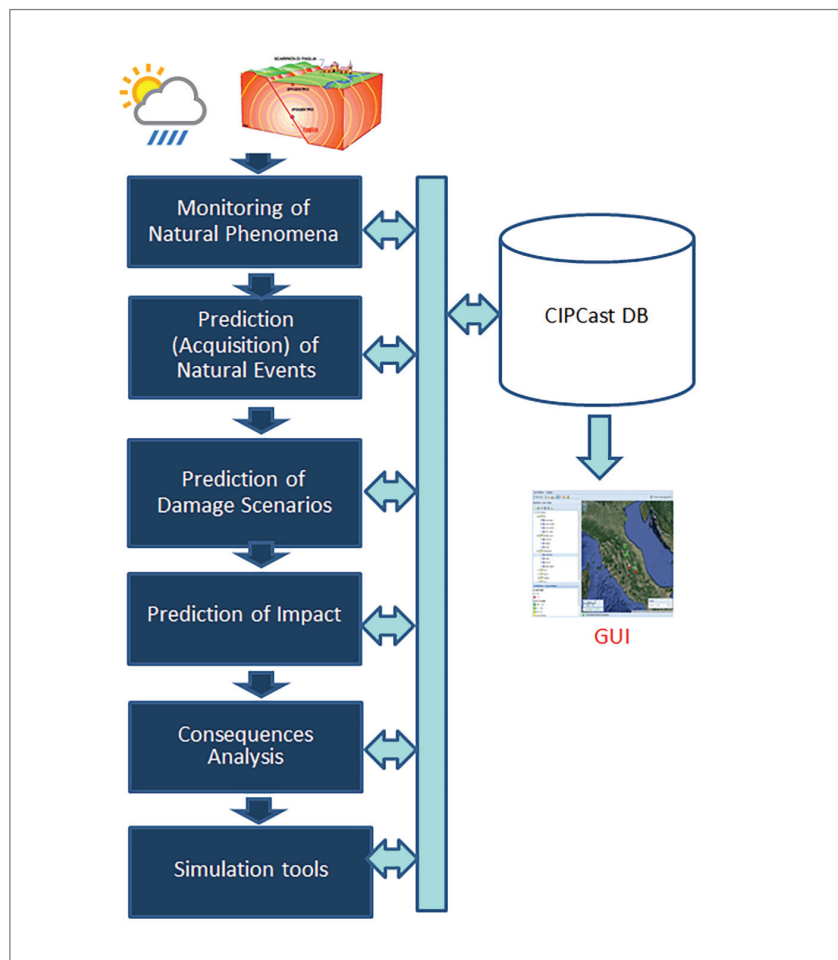 Monitoring of
Natural Phenomena
Prediction
(Acquisition) of
Natural Events
Prediction of
Damage Scenarios
Prediction of Impact
Consequences
Analysis
Simulation tools
CIPCast DB
GUI